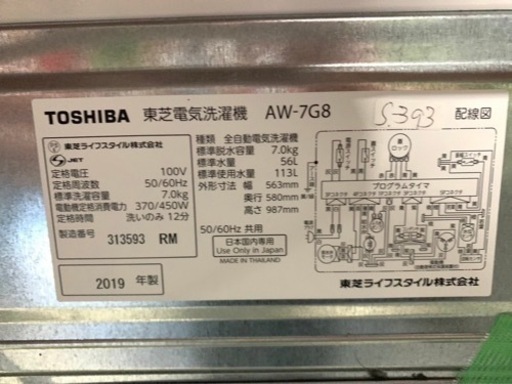 TOSHIBA 東芝電気洗濯機 AW-7G8 S.393 配線図
東芝ライフスタイル株式会社
JET
定格電圧 100V
定格周波数 50/60Hz
標準洗濯容量 7.0kg
電動機定格消費電力 370/450W
定格時間 洗いのみ 12分
製造番号 313593 RM
2019 年製
種類 全自動電気洗濯機
標準脱水容量 7.0kg
標準水量 56L
標準使用水量 113L
外形寸法 幅 563mm
奥行 580mm
高さ 987mm
50/60Hz 共用
日本国内専用
Use Only in Japan
MADE IN THAILAND
ロック
プログラムタイマ
東芝ライフスタイル株式会社